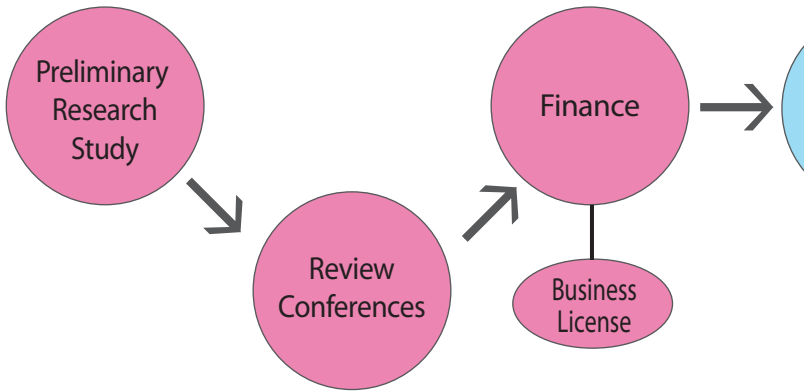 Preliminary
Research
Study
Review
Conferences
Finance
Business
License